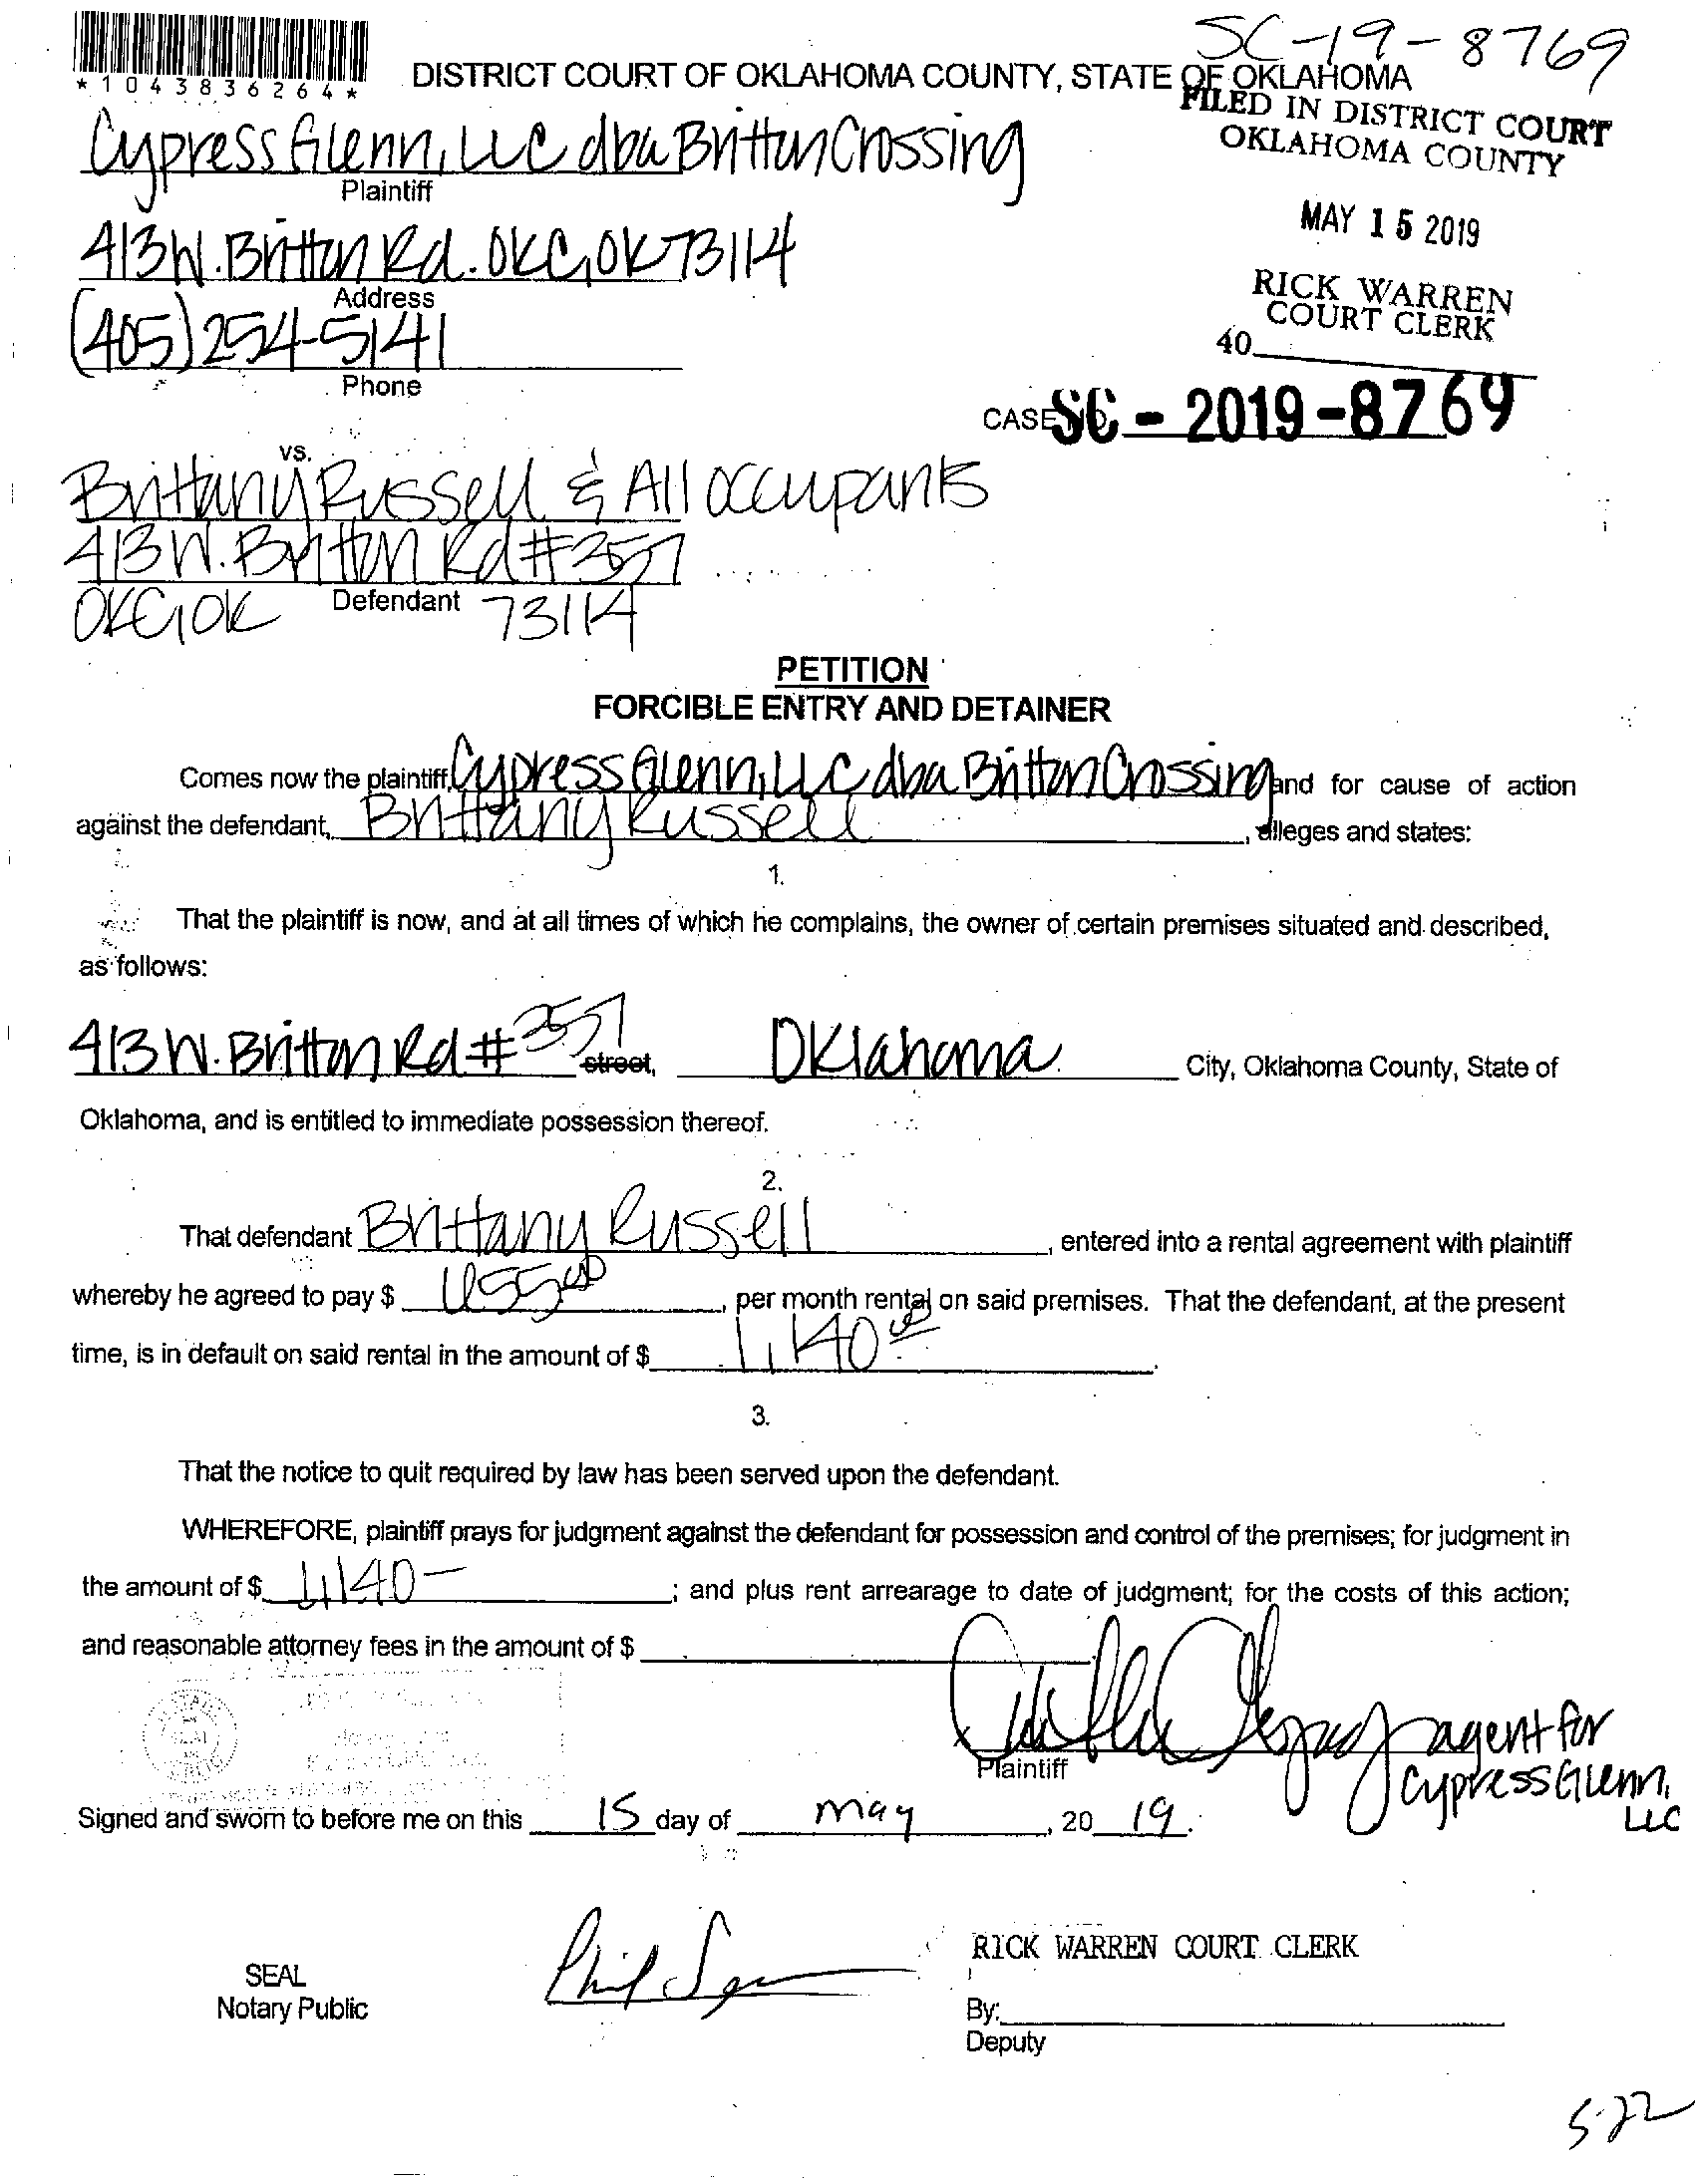 SC-19-8769
*1043836264*
DISTRICT COURT OF OKLAHOMA COUNTY, STATE OF OKLAHOMA
FILED IN DISTRICT COURT
OKLAHOMA COUNTY
Cypress Glenn, LLC dba Britton Crossing
Plaintiff
MAY 15 2019
413 W. Britton Rd. OKC, OK 73114
Address
RICK WARREN
COURT CLERK
40
(405) 254-5141
Phone
CASE NO. SC - 2019 - 8769
vs.
Brittany Russell & All occupants
413 W. Britton Rd #357
OKC, OK 73114
Defendant
PETITION
FORCIBLE ENTRY AND DETAINER
Comes now the plaintiff, Cypress Glenn, LLC dba Britton Crossing and for cause of action
against the defendant, Brittany Russell, alleges and states:
1.
That the plaintiff is now, and at all times of which he complains, the owner of certain premises situated and described,
as follows:
413 W. Britton Rd #357 street, Oklahoma City, Oklahoma County, State of
Oklahoma, and is entitled to immediate possession thereof.
2.
That defendant Brittany Russell, entered into a rental agreement with plaintiff
whereby he agreed to pay $ 655.00, per month rental on said premises. That the defendant, at the present
time, is in default on said rental in the amount of $ 1,140.00.
3.
That the notice to quit required by law has been served upon the defendant.
WHEREFORE, plaintiff prays for judgment against the defendant for possession and control of the premises; for judgment in
the amount of $ 1,140-; and plus rent arrearage to date of judgment; for the costs of this action;
and reasonable attorney fees in the amount of $
agent for
Plaintiff
Cypress Glenn,
LLC
Signed and sworn to before me on this 15 day of may, 20 19.
RICK WARREN COURT CLERK
SEAL
Notary Public
By:
Deputy
5-22